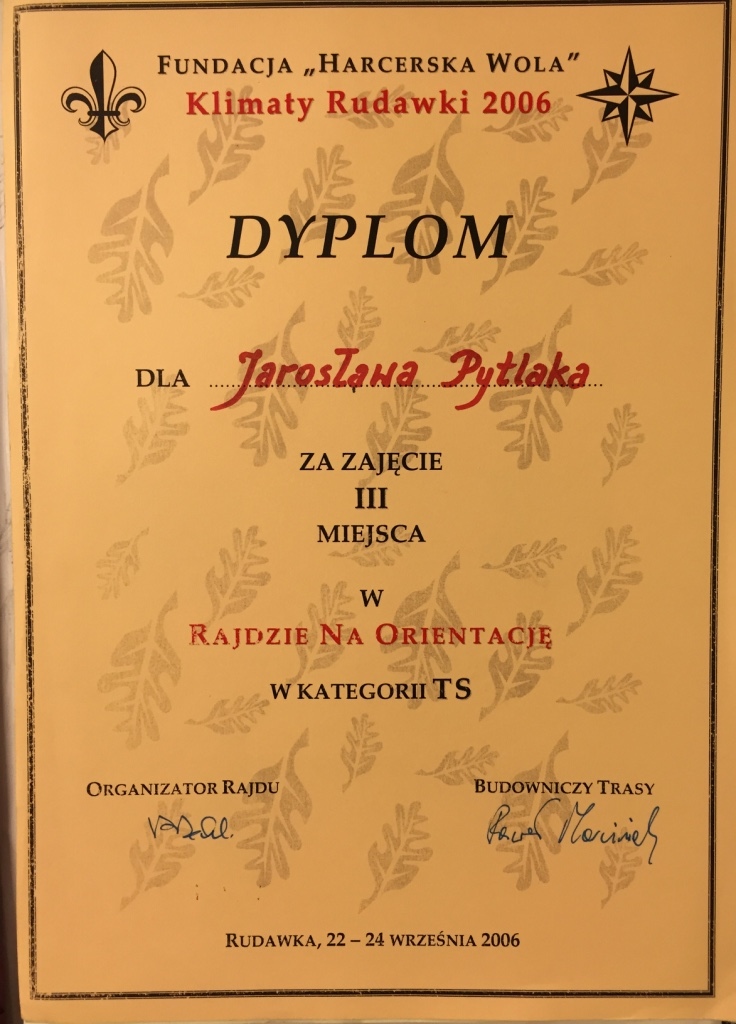 FUNDACJA „HARCERSKA WOLA”
Klimaty Rudawki 2006
DYPLOM
DLA Jarosława Pytlaka
ZA ZAJĘCIE
III
MIEJSCA
W
RAJDZIE NA ORIENTACJĘ
W KATEGORII TS
ORGANIZATOR RAJDU
BUDOWNICZY TRASY
Paweł
RUDAWKA, 22 – 24 WRZEŚNIA 2006